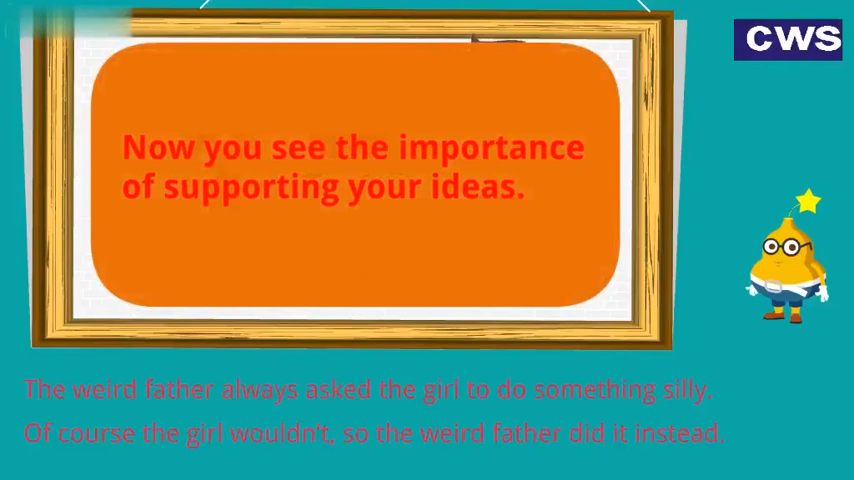 CWS
Now you see the importance
of supporting your ideas.
The weird father always asked the girl to do something silly.
Of course the girl wouldn't, so the weird father did it instead.